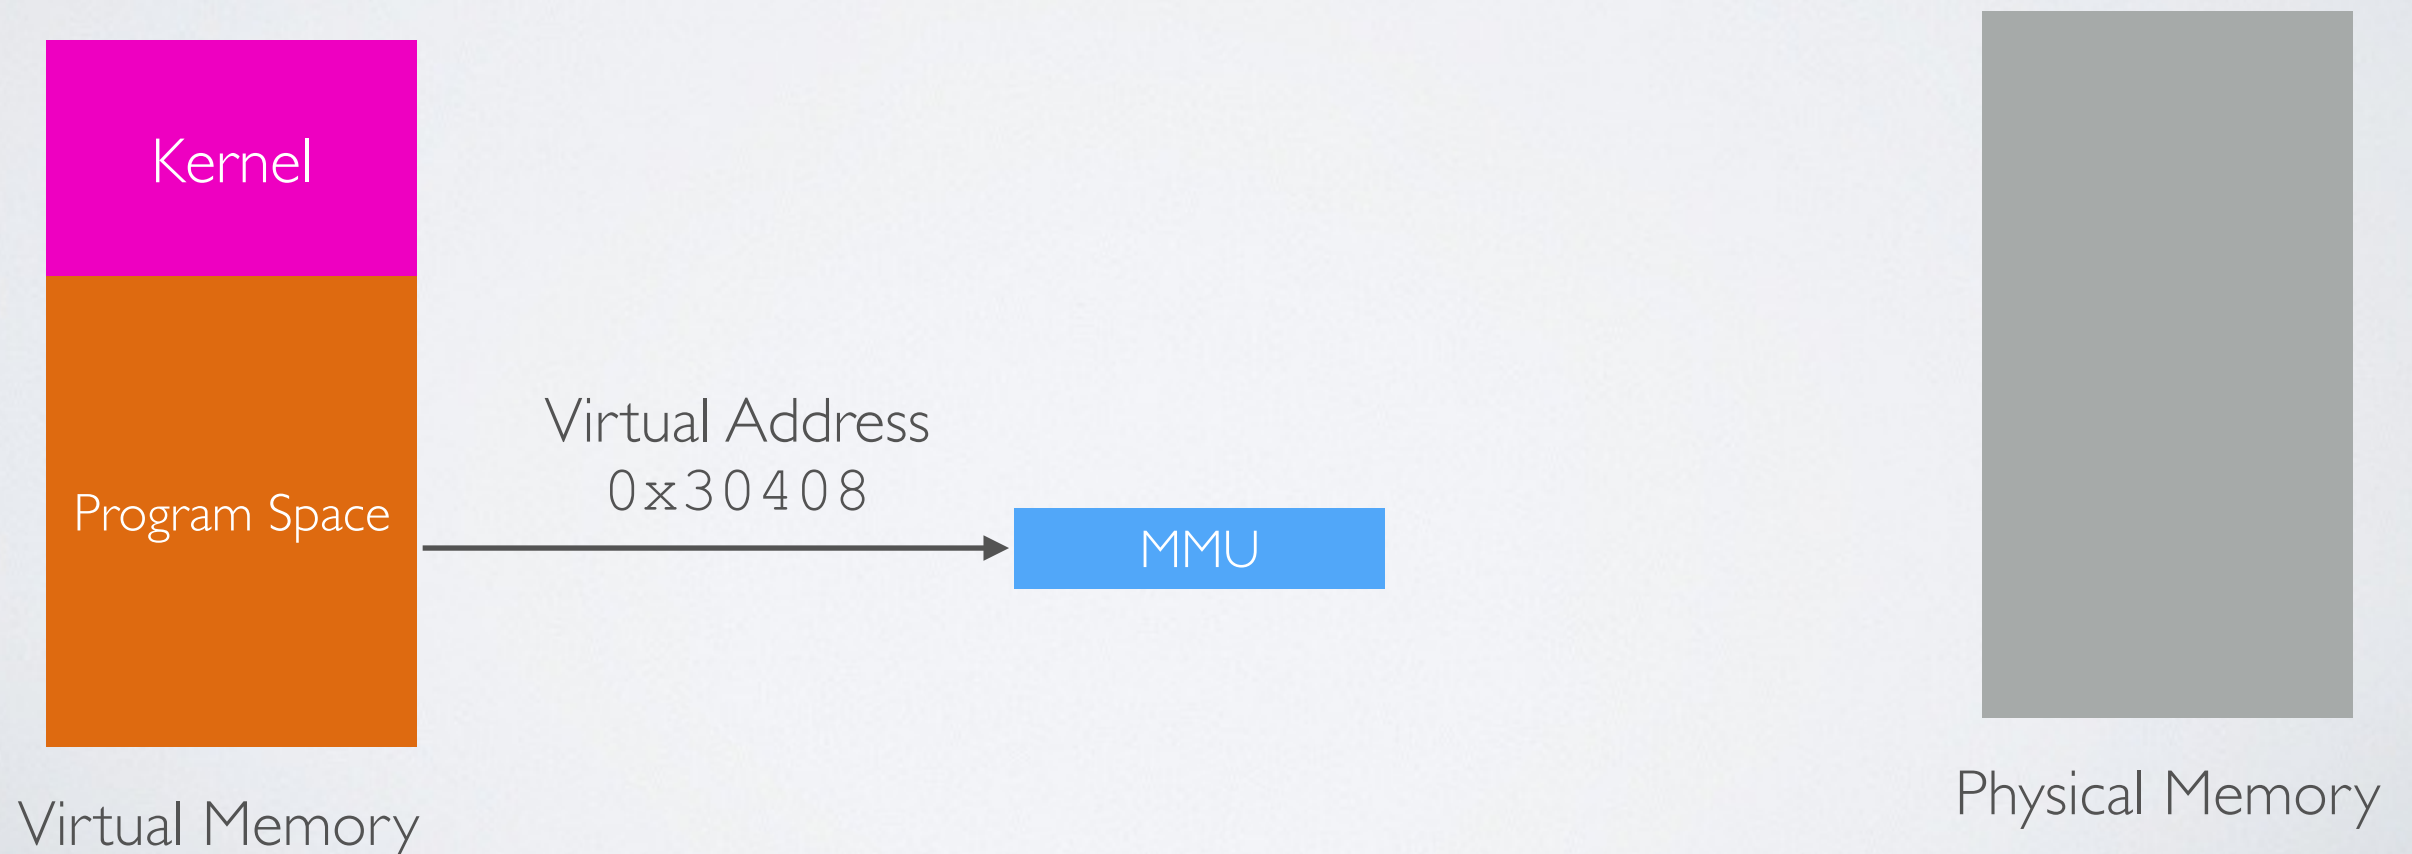 Kernel
Program Space
Virtual Memory
Virtual Address
0x30408
MMU
Physical Memory